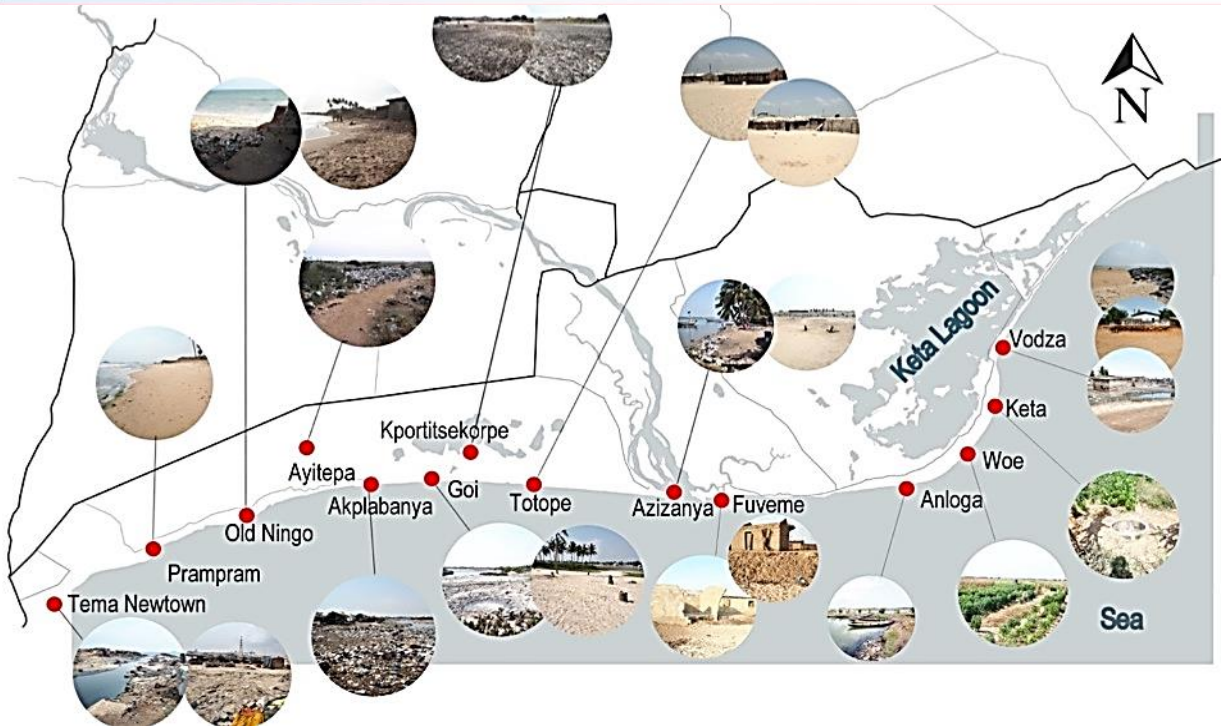 N
Keta Lagoon
Vodza
Keta
Kportitsekorpe
Ayitepa
Woe
Goi
Akplabanya
Totope
Azizanya
Fuveme
Anloga
Old Ningo
Prampram
Tema Newtown
Sea